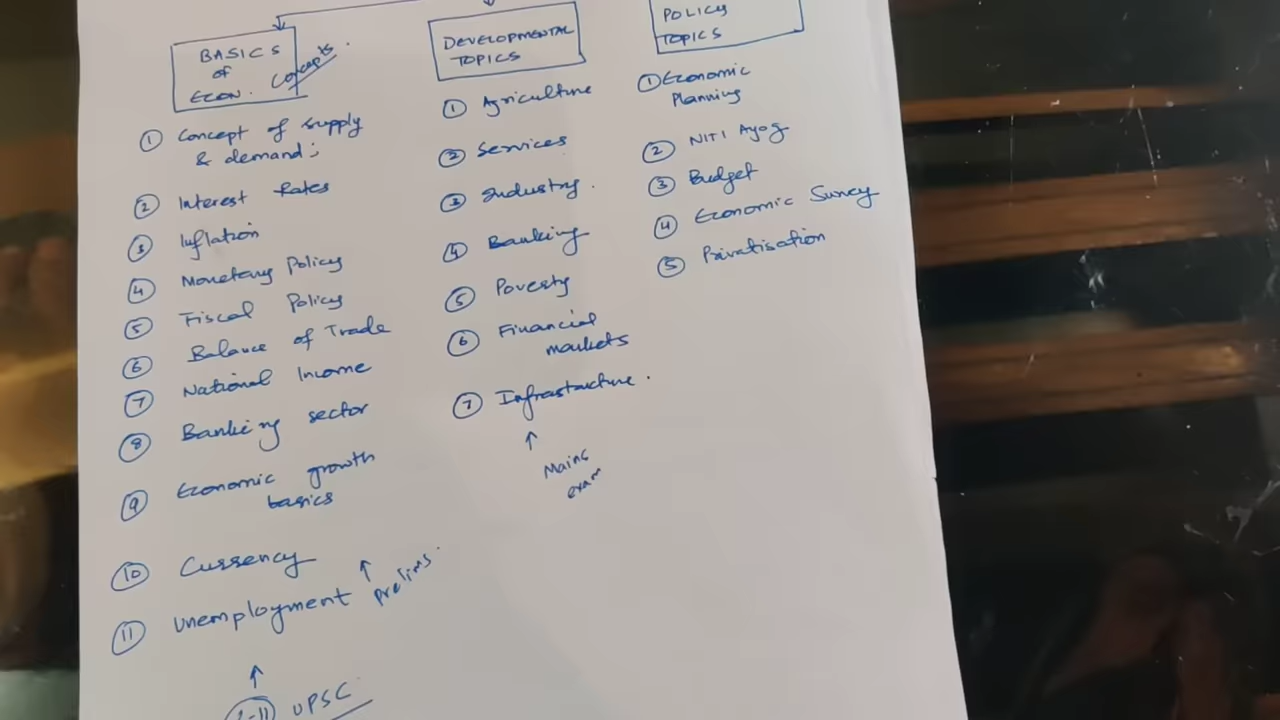 BASICS
of
ECON. Concepts.
① Concept of supply
& demand;
② Interest Rates
③ Inflation
④ Monetary Policy
⑤ Fiscal Policy
⑥ Balance of Trade
⑦ National Income
⑧ Banking sector
⑨ Economic growth
basics
⑩ Currency
⑪ Unemployment
↑
prelims.
↑
UPSC
DEVELOPMENTAL
TOPICS
① Agriculture
② Services
③ Industry.
④ Banking
⑤ Poverty
⑥ Financial
markets
⑦ Infrastructure.
↑
Mains
exam
POLICY
TOPICS
① Economic
Planning
② NITI Ayog
③ Budget
④ Economic Survey
⑤ Privatisation